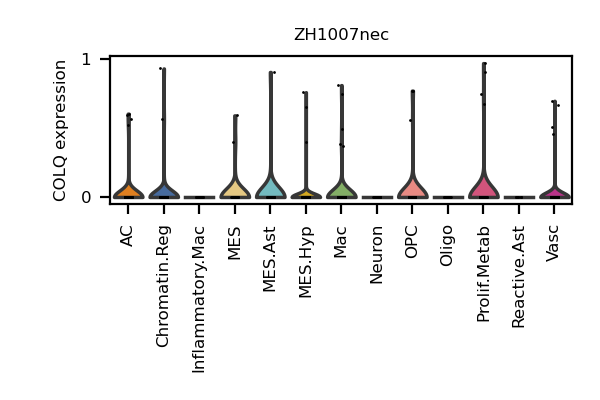 ZH1007nec
COLQ expression
1
0
AC
Chromatin.Reg
Inflammatory.Mac
MES
MES.Ast
MES.Hyp
Mac
Neuron
OPC
Oligo
Prolif.Metab
Reactive.Ast
Vasc